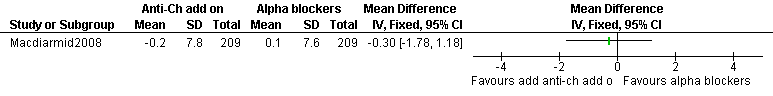 Anti-Ch add on Alpha blockers Mean Difference Mean Difference
Study or Subgroup Mean SD Total Mean SD Total IV, Fixed, 95% CI IV, Fixed, 95% CI
Macdiarmid2008 -0.2 7.8 209 0.1 7.6 209 -0.30 [-1.78, 1.18]
-4 -2 0 2 4
Favours add anti-ch add o Favours alpha blockers